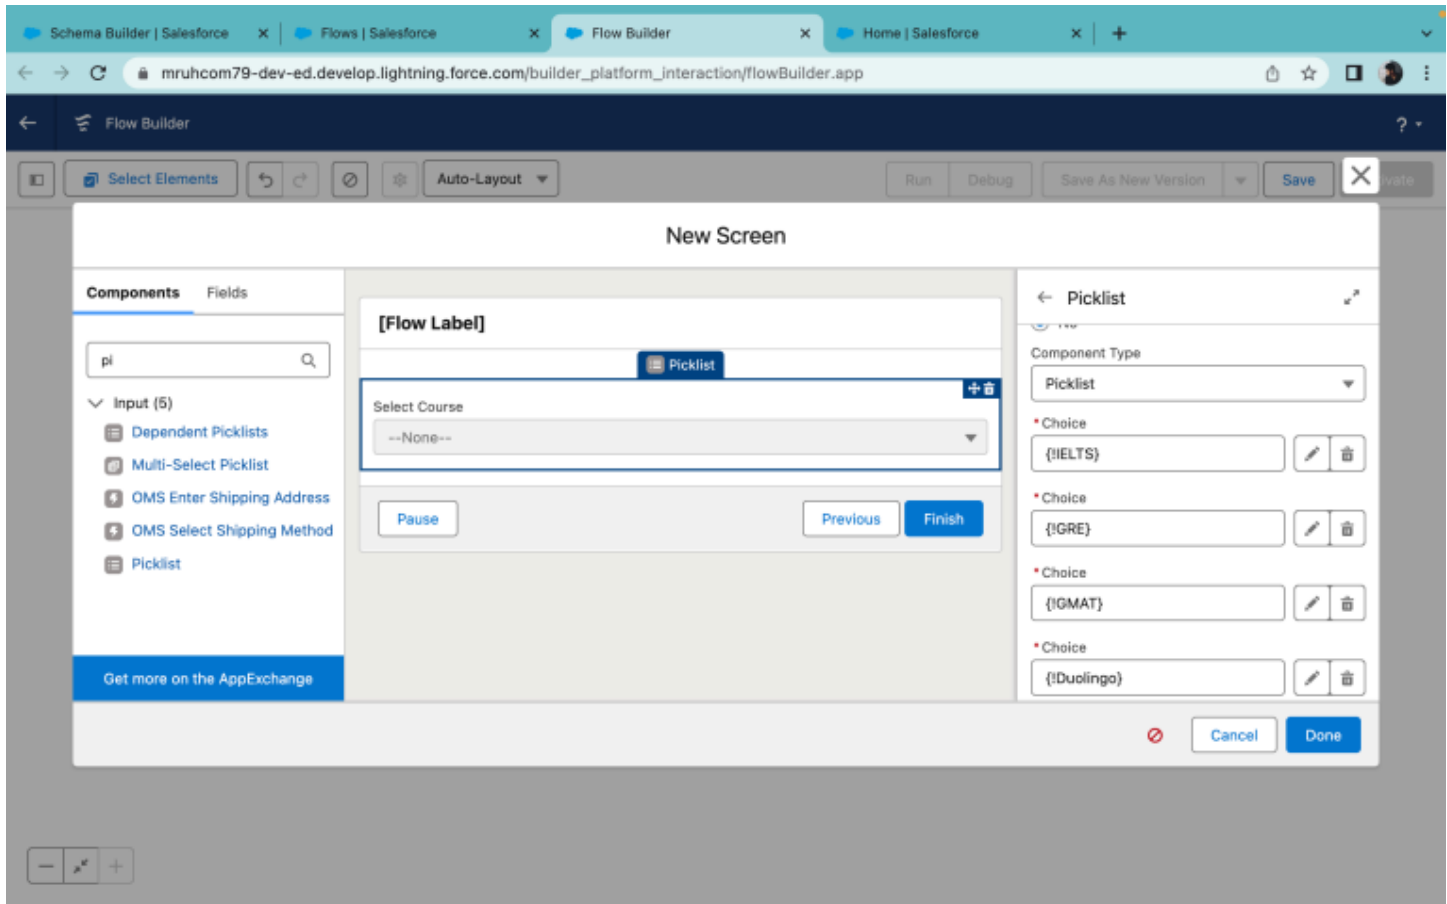 Schema Builder | Salesforce
Flows | Salesforce
Flow Builder
Home | Salesforce
mruhcom79-dev-ed.develop.lightning.force.com/builder_platform_interaction/flowBuilder.app
Flow Builder
?
Select Elements
Auto-Layout
Run
Debug
Save As New Version
Save
vate
New Screen
Components
Fields
pi
Input (5)
Dependent Picklists
Multi-Select Picklist
OMS Enter Shipping Address
OMS Select Shipping Method
Picklist
Get more on the AppExchange
[Flow Label]
Picklist
Select Course
--None--
Pause
Previous
Finish
Picklist
No
Component Type
Picklist
* Choice
{!IELTS}
* Choice
{!GRE}
* Choice
{!GMAT}
* Choice
{!Duolingo}
Cancel
Done